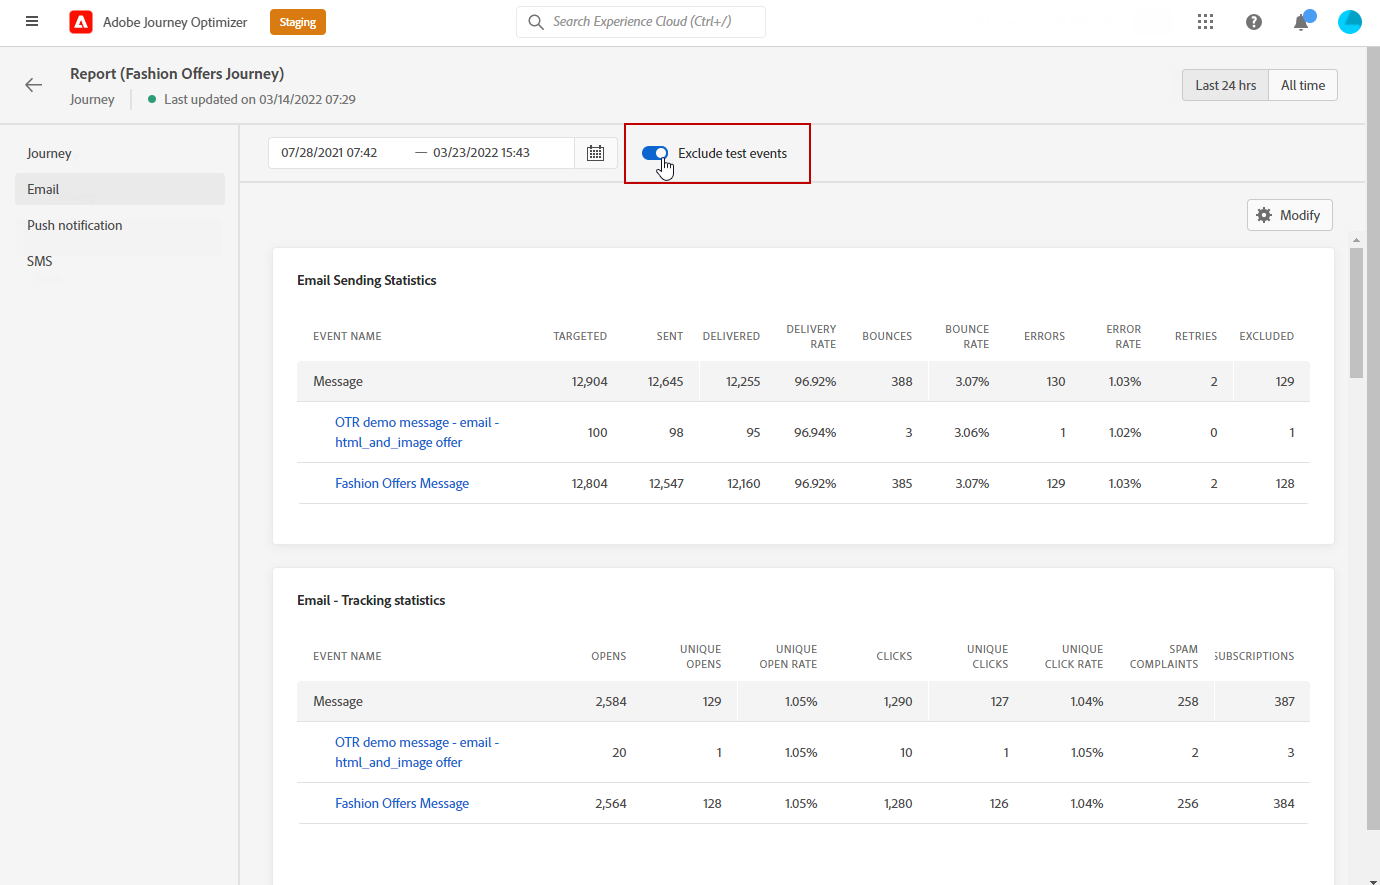 Adobe Journey Optimizer
Staging
Search Experience Cloud (Ctrl+/)
Report (Fashion Offers Journey)
Journey
Last updated on 03/14/2022 07:29
Last 24 hrs
All time
Journey
Email
Push notification
SMS
07/28/2021 07:42 — 03/23/2022 15:43
Exclude test events
Modify
Email Sending Statistics
EVENT NAME TARGETED SENT DELIVERED DELIVERY RATE BOUNCES BOUNCE RATE ERRORS ERROR RATE RETRIES EXCLUDED
Message 12,904 12,645 12,255 96.92% 388 3.07% 130 1.03% 2 129
OTR demo message - email -
html_and_image offer 100 98 95 96.94% 3 3.06% 1 1.02% 0 1
Fashion Offers Message 12,804 12,547 12,160 96.92% 385 3.07% 129 1.03% 2 128
Email - Tracking statistics
EVENT NAME OPENS UNIQUE OPENS UNIQUE OPEN RATE CLICKS UNIQUE CLICKS UNIQUE CLICK RATE SPAM COMPLAINTS SUBSCRIPTIONS
Message 2,584 129 1.05% 1,290 127 1.04% 258 387
OTR demo message - email -
html_and_image offer 20 1 1.05% 10 1 1.05% 2 3
Fashion Offers Message 2,564 128 1.05% 1,280 126 1.04% 256 384